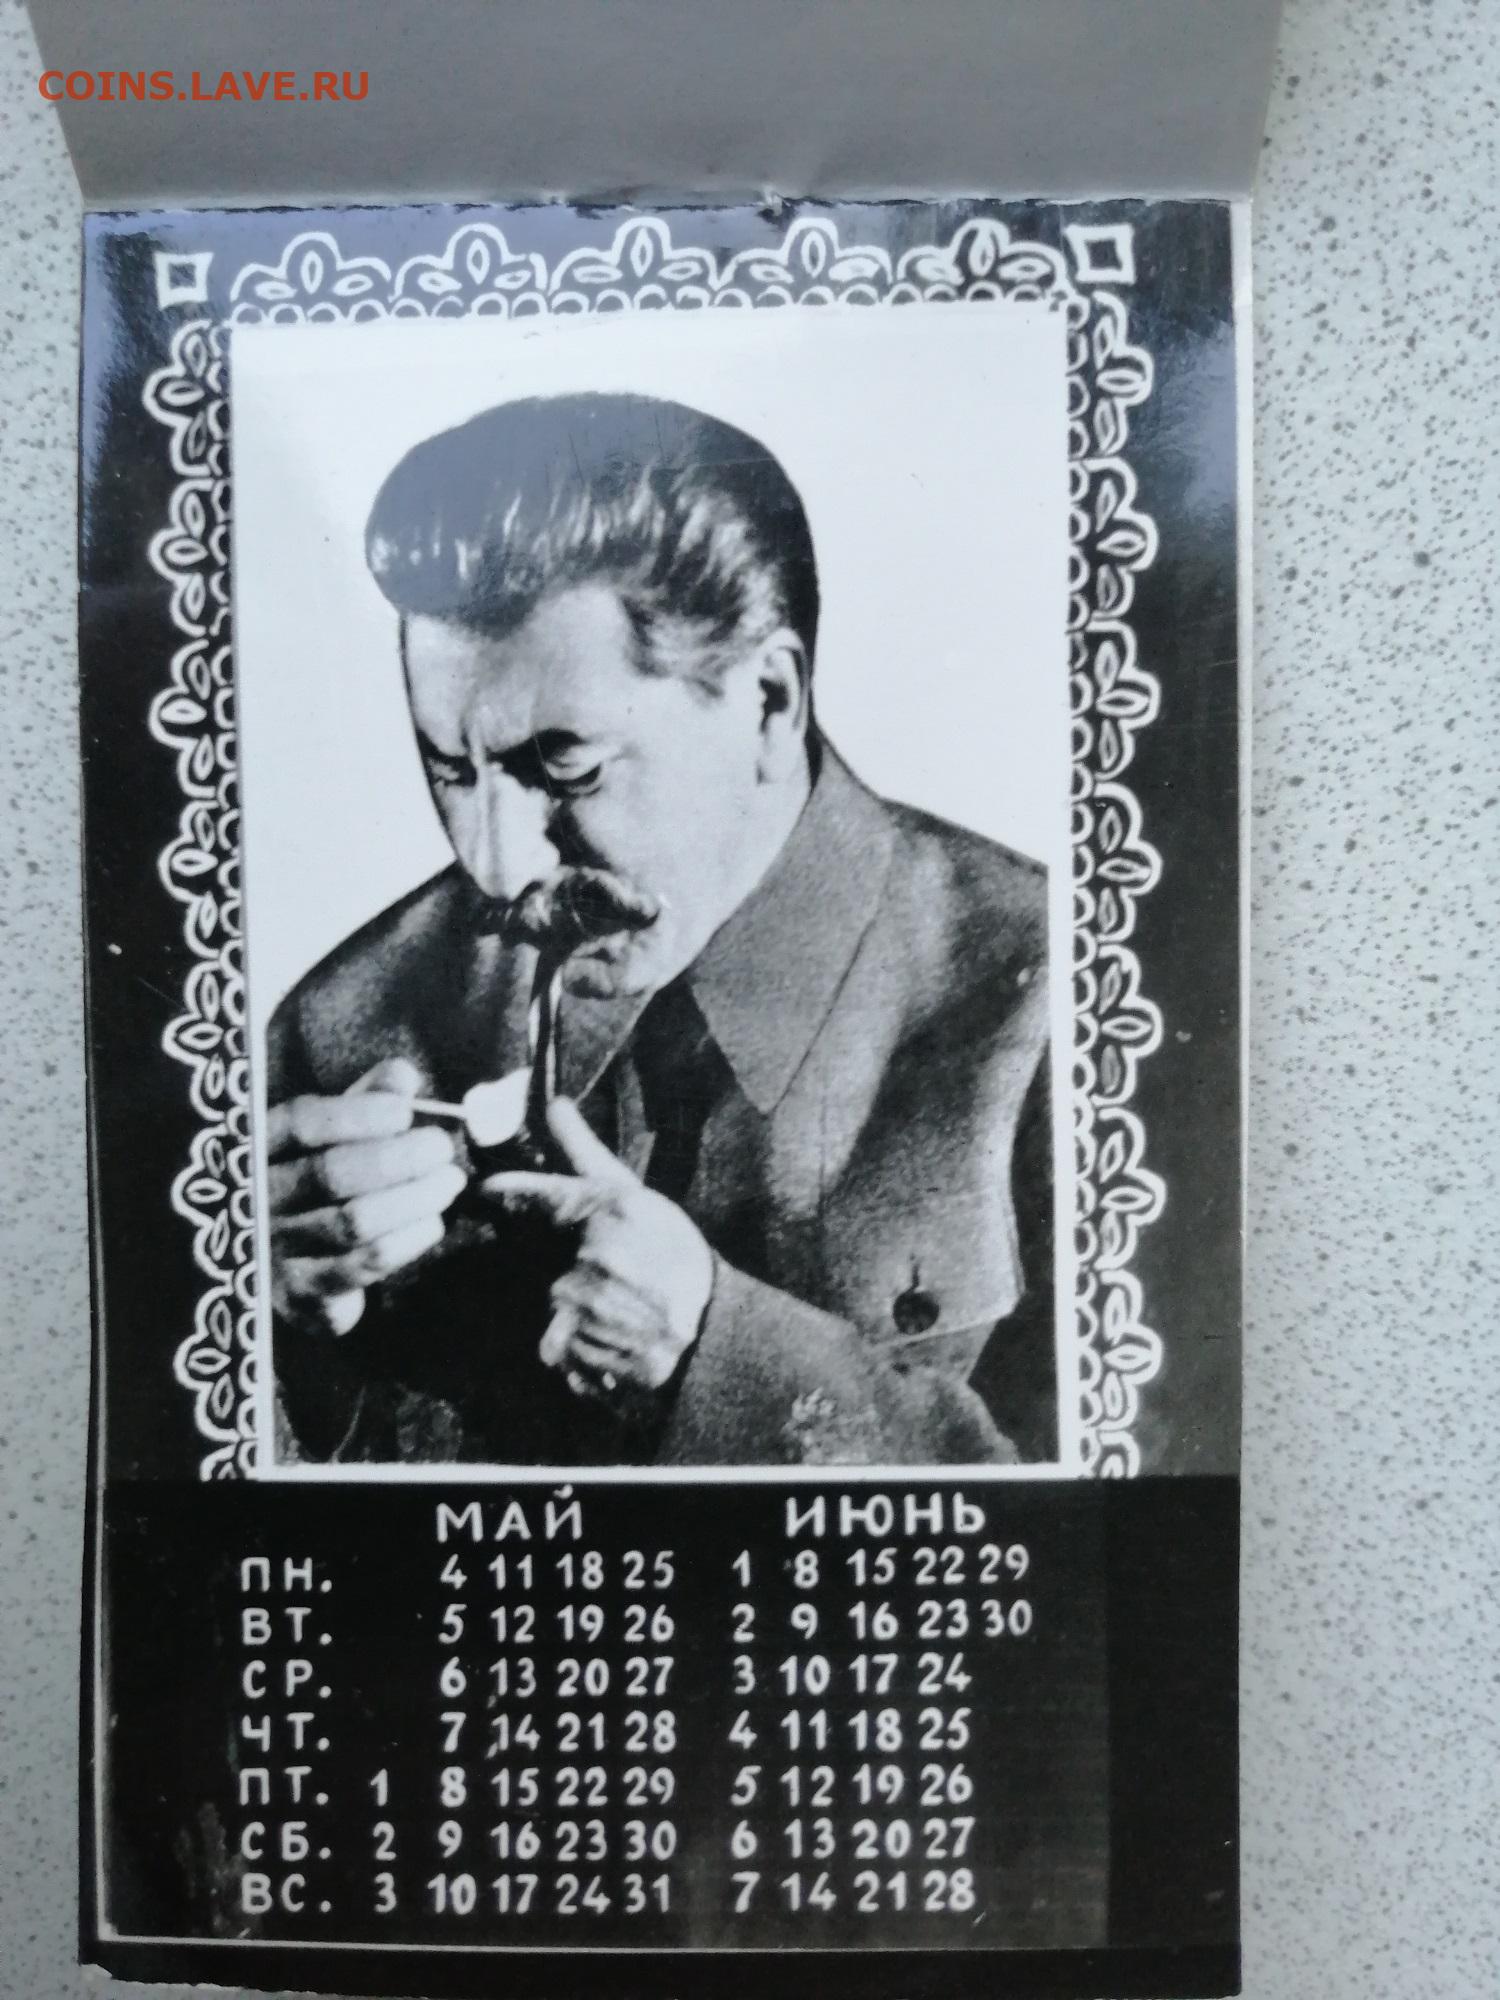 COINS.LAVE.RU
МАЙ ИЮНЬ
ПН. 4 11 18 25 1 8 15 22 29
ВТ. 5 12 19 26 2 9 16 23 30
СР. 6 13 20 27 3 10 17 24
ЧТ. 7 14 21 28 4 11 18 25
ПТ. 1 8 15 22 29 5 12 19 26
СБ. 2 9 16 23 30 6 13 20 27
ВС. 3 10 17 24 31 7 14 21 28